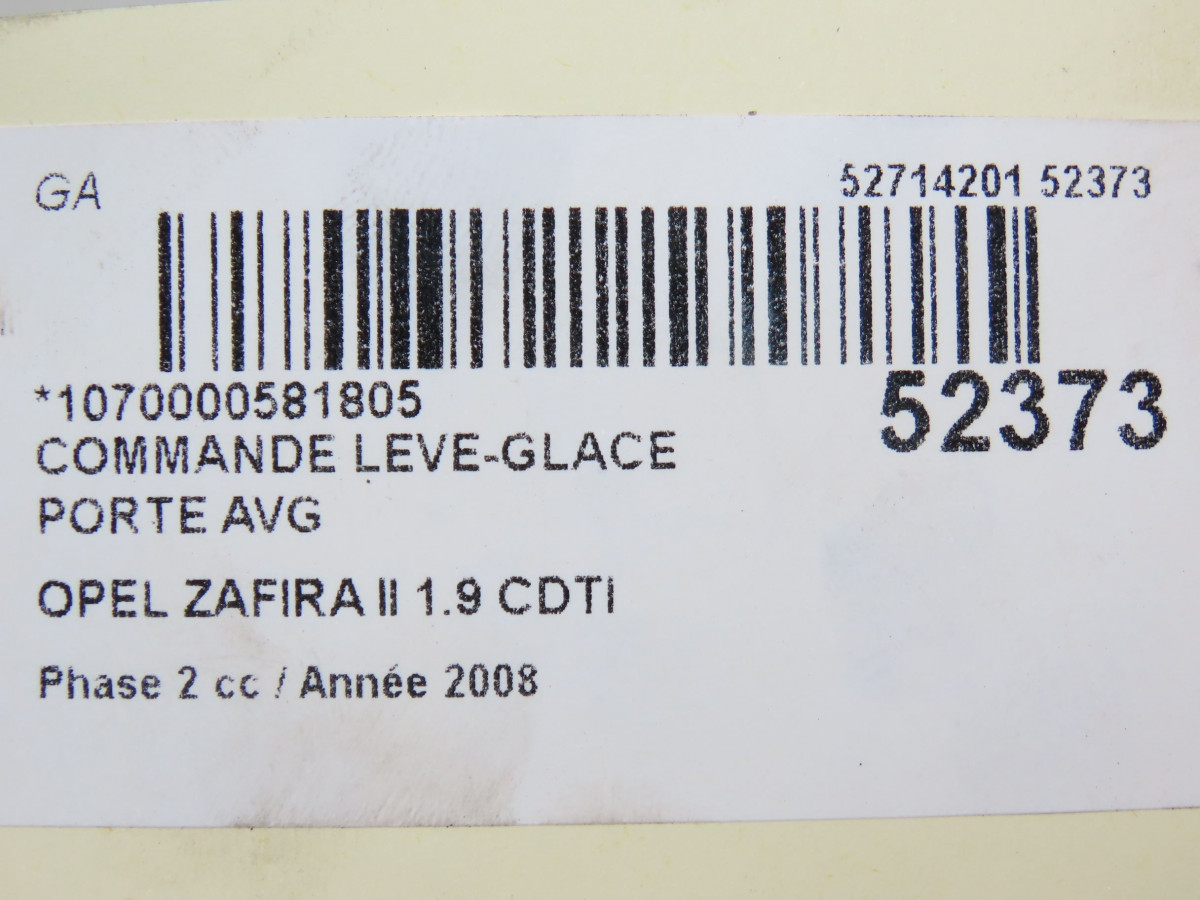 GA
52714201 52373
*1070000581805
52373
COMMANDE LEVE-GLACE
PORTE AVG
OPEL ZAFIRA II 1.9 CDTI
Phase 2 cc / Année 2008